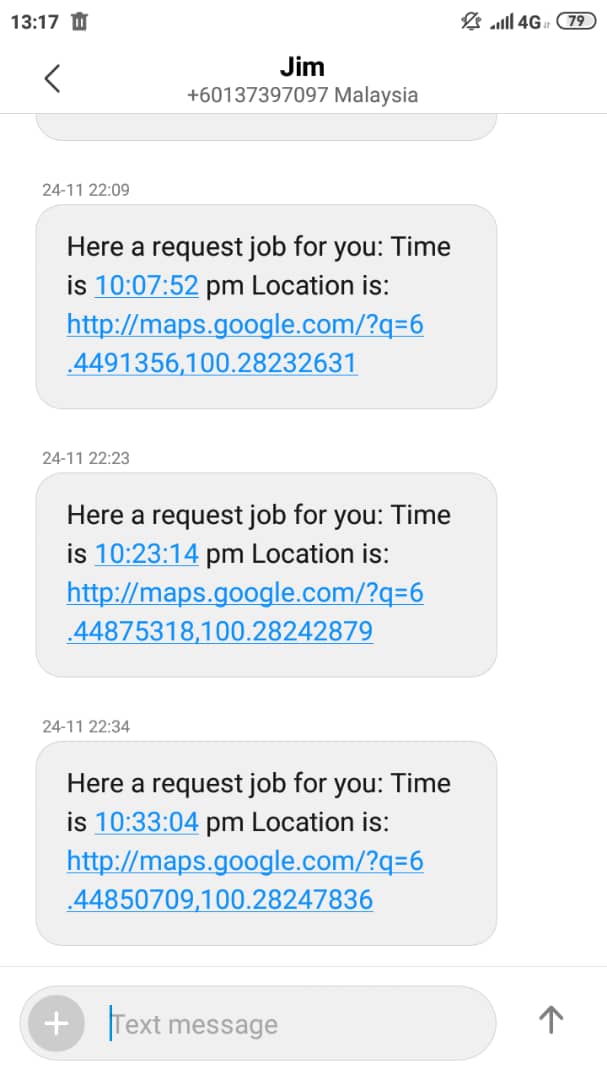 13:17 4G 79
Jim
+60137397097 Malaysia
24-11 22:09
Here a request job for you: Time
is 10:07:52 pm Location is:
http://maps.google.com/?q=6
.4491356,100.28232631
24-11 22:23
Here a request job for you: Time
is 10:23:14 pm Location is:
http://maps.google.com/?q=6
.44875318,100.28242879
24-11 22:34
Here a request job for you: Time
is 10:33:04 pm Location is:
http://maps.google.com/?q=6
.44850709,100.28247836
Text message